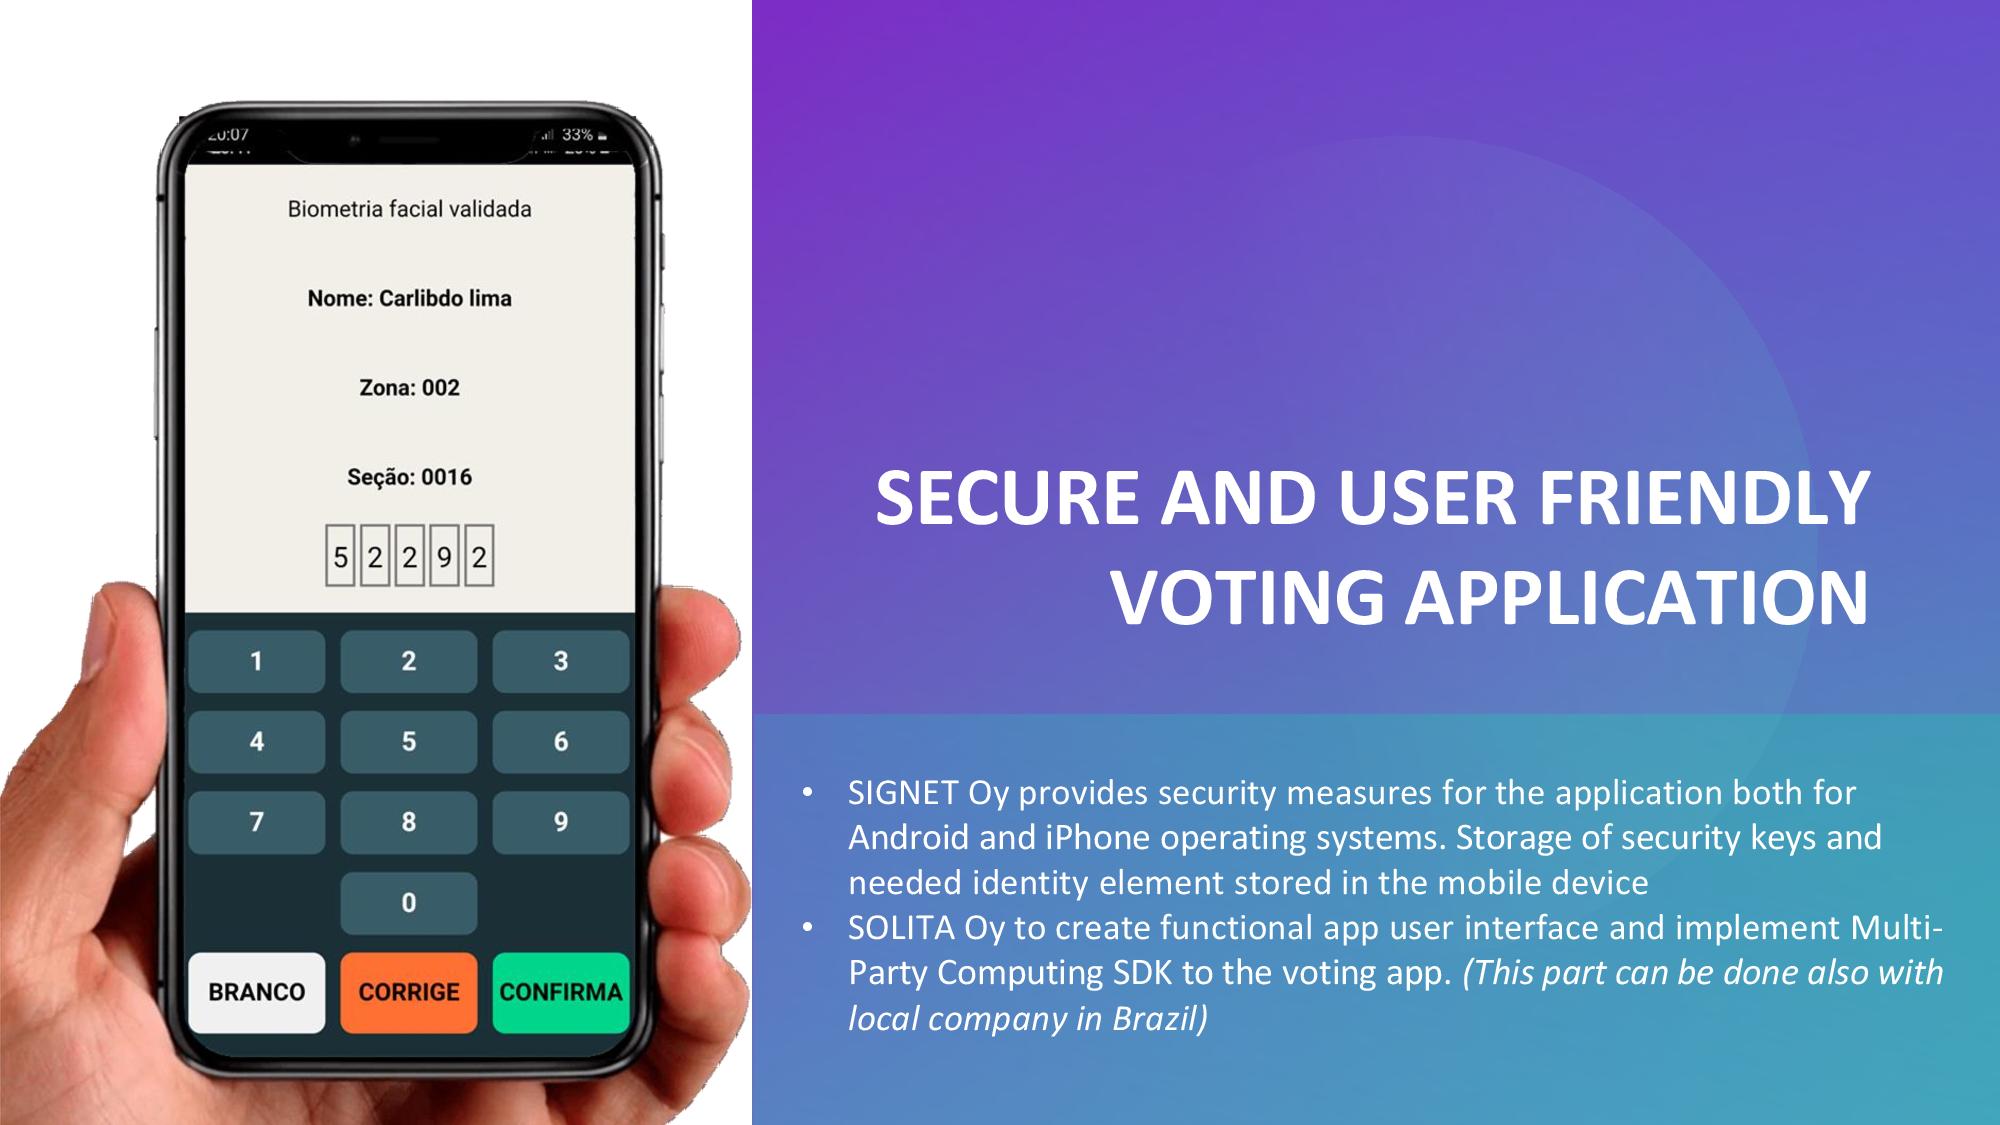 20:07
33%
Biometria facial validada
Nome: Carlibdo lima
Zona: 002
Seção: 0016
5 2 2 9 2
1 2 3
4 5 6
7 8 9
0
BRANCO CORRIGE CONFIRMA
SECURE AND USER FRIENDLY
VOTING APPLICATION
• SIGNET Oy provides security measures for the application both for
Android and iPhone operating systems. Storage of security keys and
needed identity element stored in the mobile device
• SOLITA Oy to create functional app user interface and implement Multi-
Party Computing SDK to the voting app. (This part can be done also with
local company in Brazil)